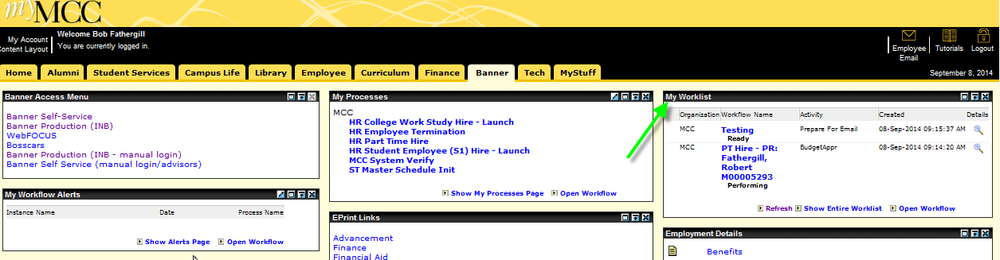 myMCC
My Account
Content Layout
Welcome Bob Fathergill
You are currently logged in.
Employee
Email
Tutorials
Logout
Home
Alumni
Student Services
Campus Life
Library
Employee
Curriculum
Finance
Banner
Tech
MyStuff
September 8, 2014
Banner Access Menu
Banner Self-Service
Banner Production (INB)
WebFOCUS
Bosscars
Banner Production (INB - manual login)
Banner Self Service (manual login/advisors)
My Workflow Alerts
Instance Name Date Process Name
Show Alerts Page Open Workflow
My Processes
MCC
HR College Work Study Hire - Launch
HR Employee Termination
HR Part Time Hire
HR Student Employee (S1) Hire - Launch
MCC System Verify
ST Master Schedule Init
Show My Processes Page Open Workflow
EPrint Links
Advancement
Finance
Financial Aid
My Worklist
Organization Workflow Name Activity Created Details
MCC Testing Prepare For Email 08-Sep-2014 09:15:37 AM
Ready
MCC PT Hire - PR: BudgetAppr 08-Sep-2014 09:14:20 AM
Fathergill,
Robert
M00005293
Performing
Refresh Show Entire Worklist Open Workflow
Employment Details
Benefits